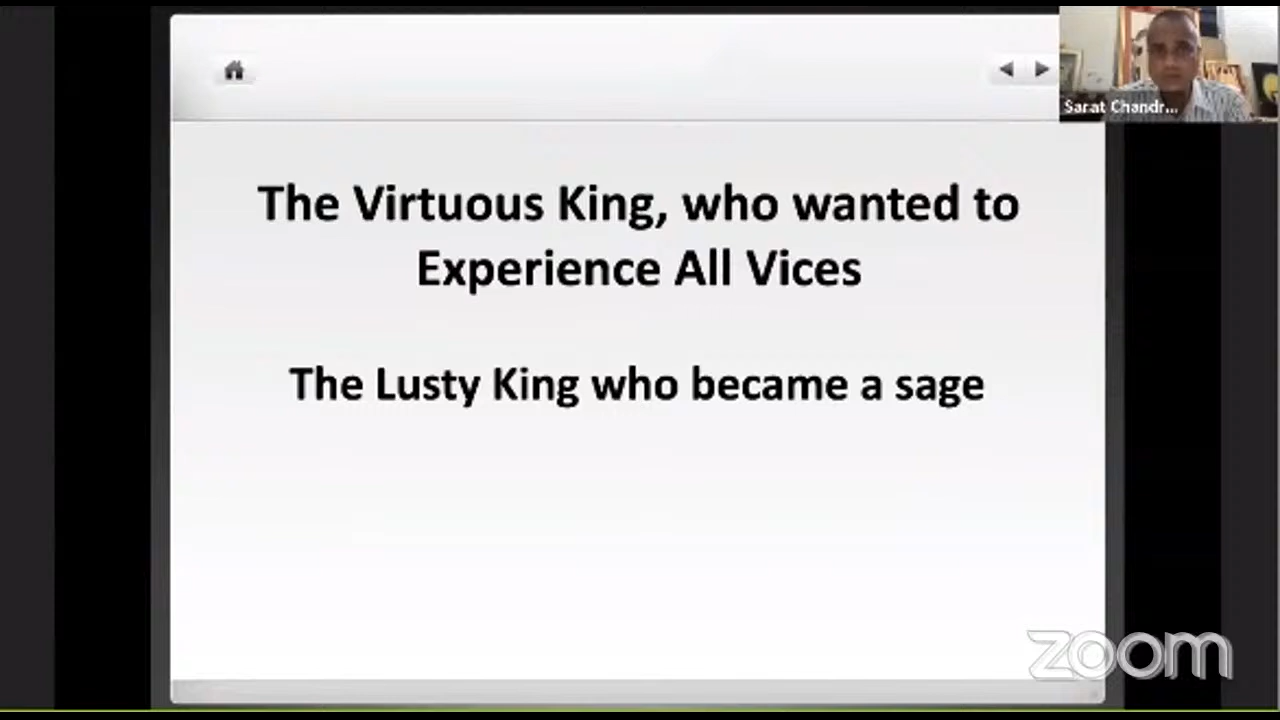 Sarat Chandr...
The Virtuous King, who wanted to
Experience All Vices
The Lusty King who became a sage
zoom